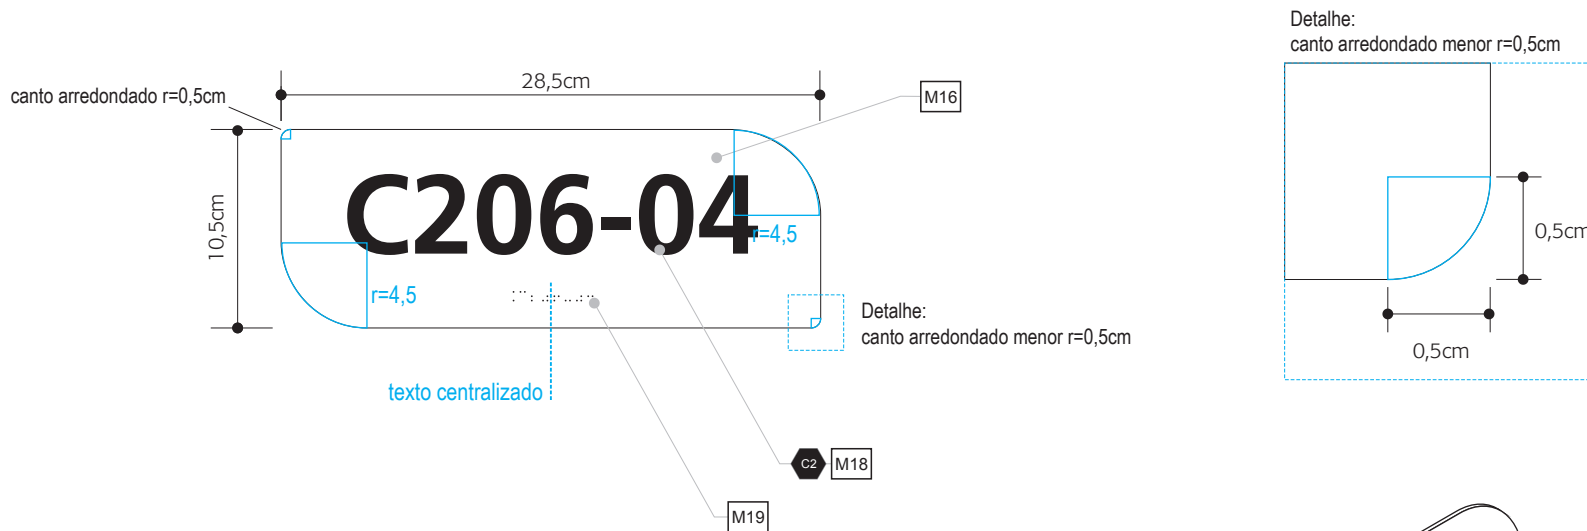 Detalhe:
canto arredondado menor r=0,5cm
28,5cm
canto arredondado r=0,5cm
M16
10,5cm
C206-04
r=4,5
r=4,5
0,5cm
Detalhe:
canto arredondado menor r=0,5cm
0,5cm
texto centralizado
C2
M18
M19